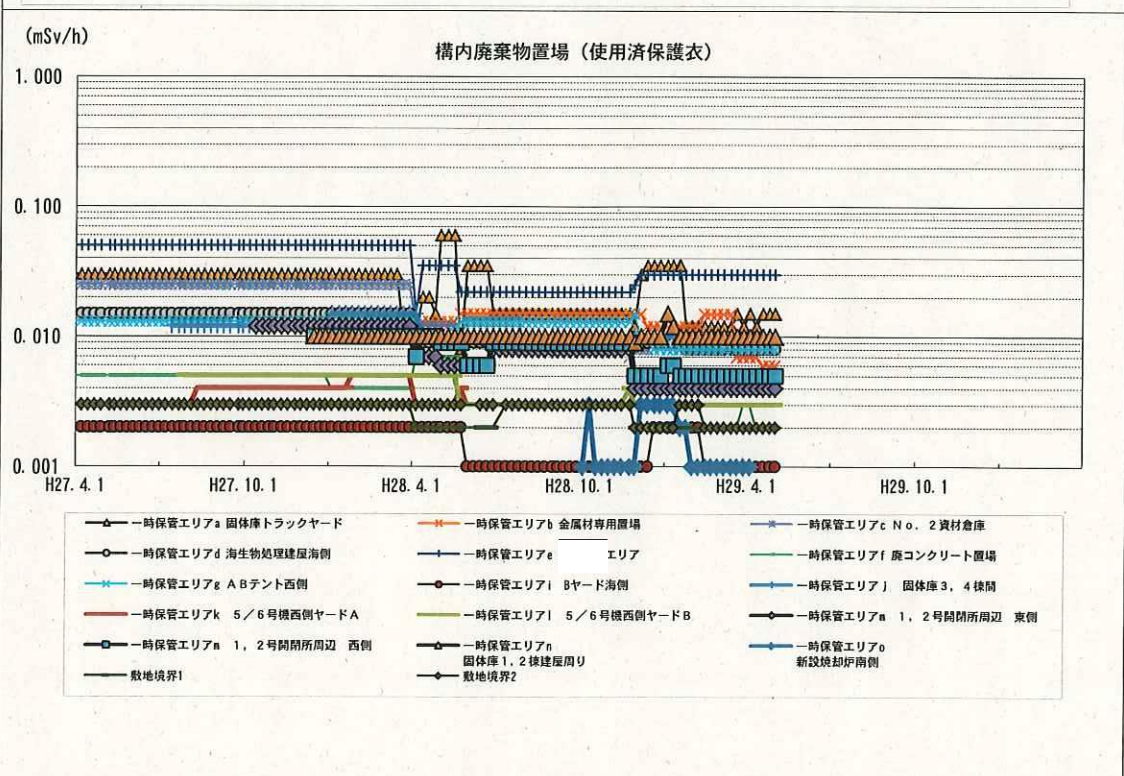 (mSv/h)
構内廃棄物置場（使用済保護衣）
1.000
0.100
0.010
0.001
H27.4.1 H27.10.1 H28.4.1 H28.10.1 H29.4.1 H29.10.1
一時保管エリアa 固体庫トラックヤード 一時保管エリアb 金属材専用置場 一時保管エリアc No．2資材倉庫
一時保管エリアd 海生物処理建屋海側 一時保管エリアe エリア 一時保管エリアf 廃コンクリート置場
一時保管エリアg ABテント西側 一時保管エリアi Bヤード海側 一時保管エリアj 固体庫3，4棟間
一時保管エリアk 5／6号機西側ヤードA 一時保管エリアl 5／6号機西側ヤードB 一時保管エリアm 1，2号開閉所周辺 東側
一時保管エリアm 1，2号開閉所周辺 西側 一時保管エリアn 一時保管エリアo
固体庫1,2棟建屋周り 新設焼却炉南側
敷地境界1 敷地境界2